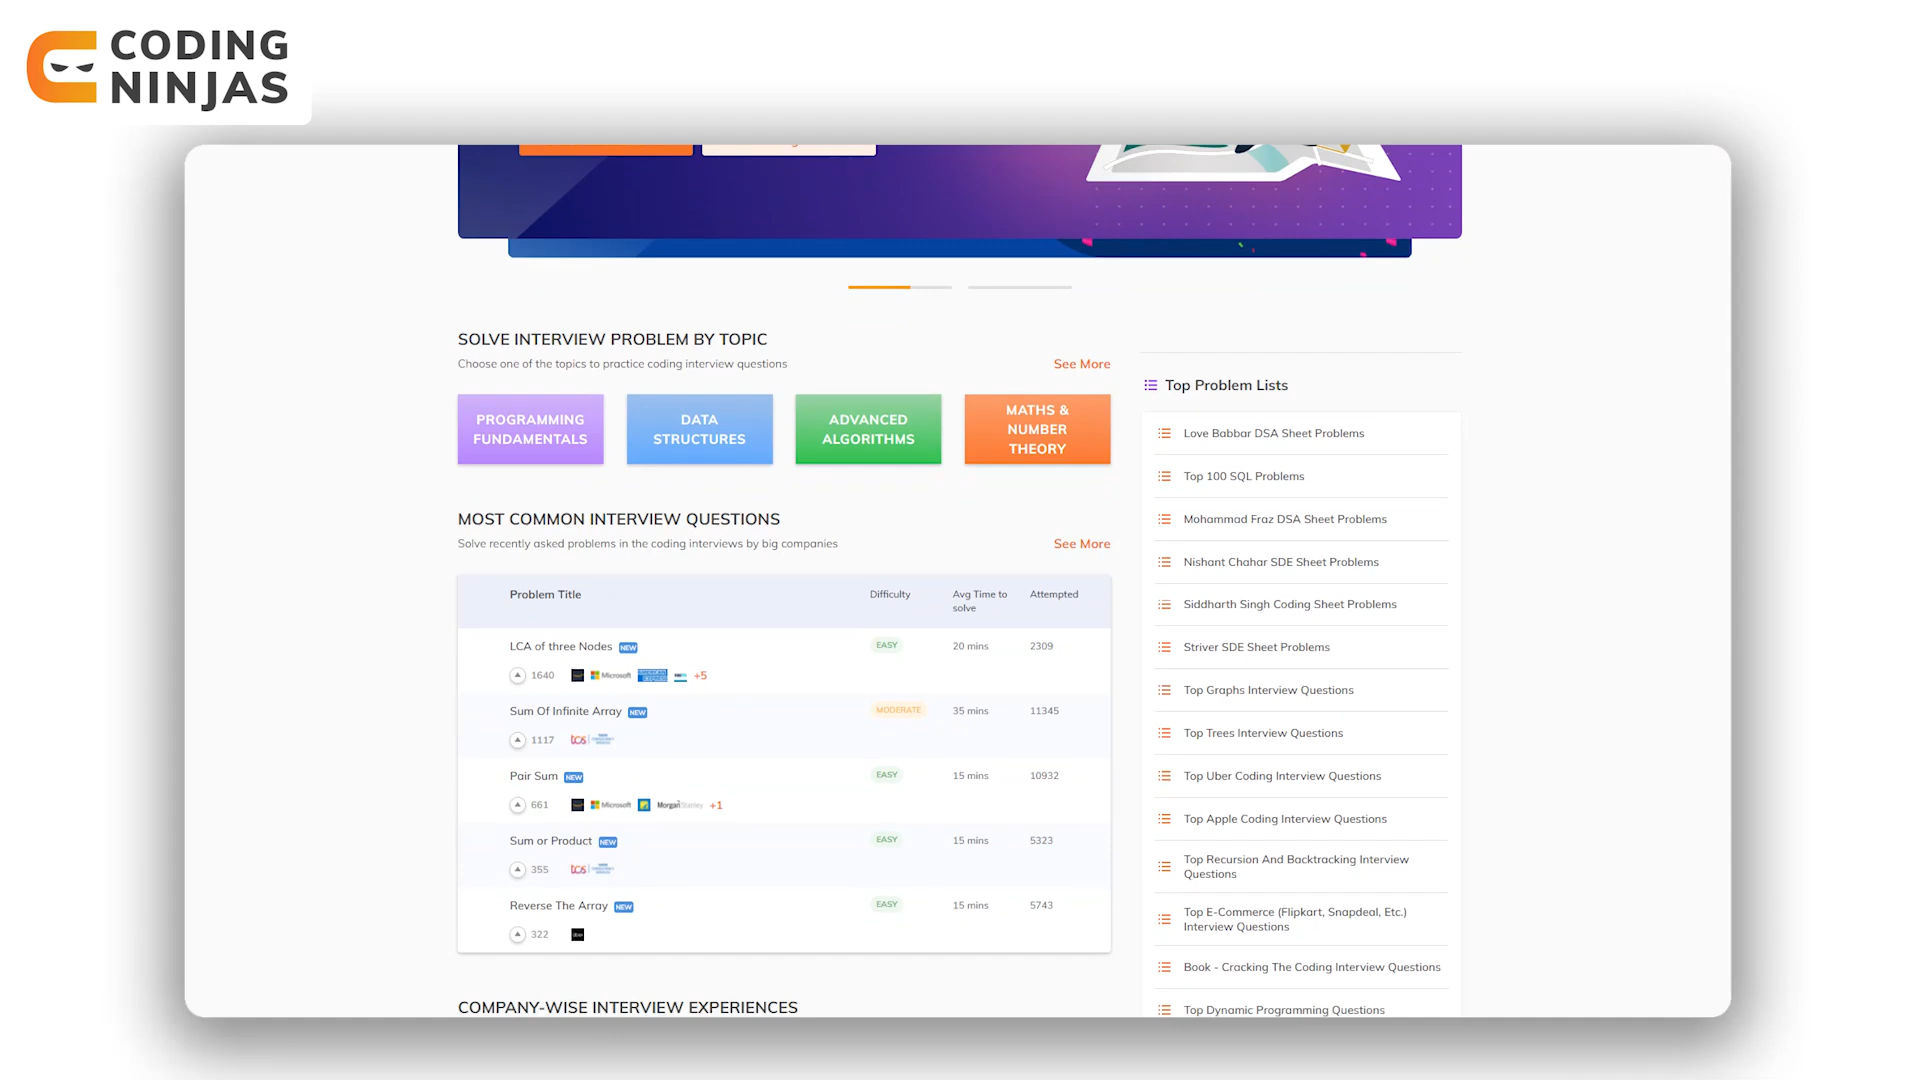 CODING
NINJAS
SOLVE INTERVIEW PROBLEM BY TOPIC
Choose one of the topics to practice coding interview questions
See More
PROGRAMMING
FUNDAMENTALS
DATA
STRUCTURES
ADVANCED
ALGORITHMS
MATHS &
NUMBER
THEORY
MOST COMMON INTERVIEW QUESTIONS
Solve recently asked problems in the coding interviews by big companies
See More
Problem Title Difficulty Avg Time to Attempted
solve
LCA of three Nodes NEW EASY 20 mins 2309
1640 Microsoft +5
Sum Of Infinite Array NEW MODERATE 35 mins 11345
1117 tcs
Pair Sum NEW EASY 15 mins 10932
661 Microsoft Morgan Stanley +1
Sum or Product NEW EASY 15 mins 5323
355 tcs
Reverse The Array NEW EASY 15 mins 5743
322 Uber
COMPANY-WISE INTERVIEW EXPERIENCES
Top Problem Lists
Love Babbar DSA Sheet Problems
Top 100 SQL Problems
Mohammad Fraz DSA Sheet Problems
Nishant Chahar SDE Sheet Problems
Siddharth Singh Coding Sheet Problems
Striver SDE Sheet Problems
Top Graphs Interview Questions
Top Trees Interview Questions
Top Uber Coding Interview Questions
Top Apple Coding Interview Questions
Top Recursion And Backtracking Interview
Questions
Top E-Commerce (Flipkart, Snapdeal, Etc.)
Interview Questions
Book - Cracking The Coding Interview Questions
Top Dynamic Programming Questions